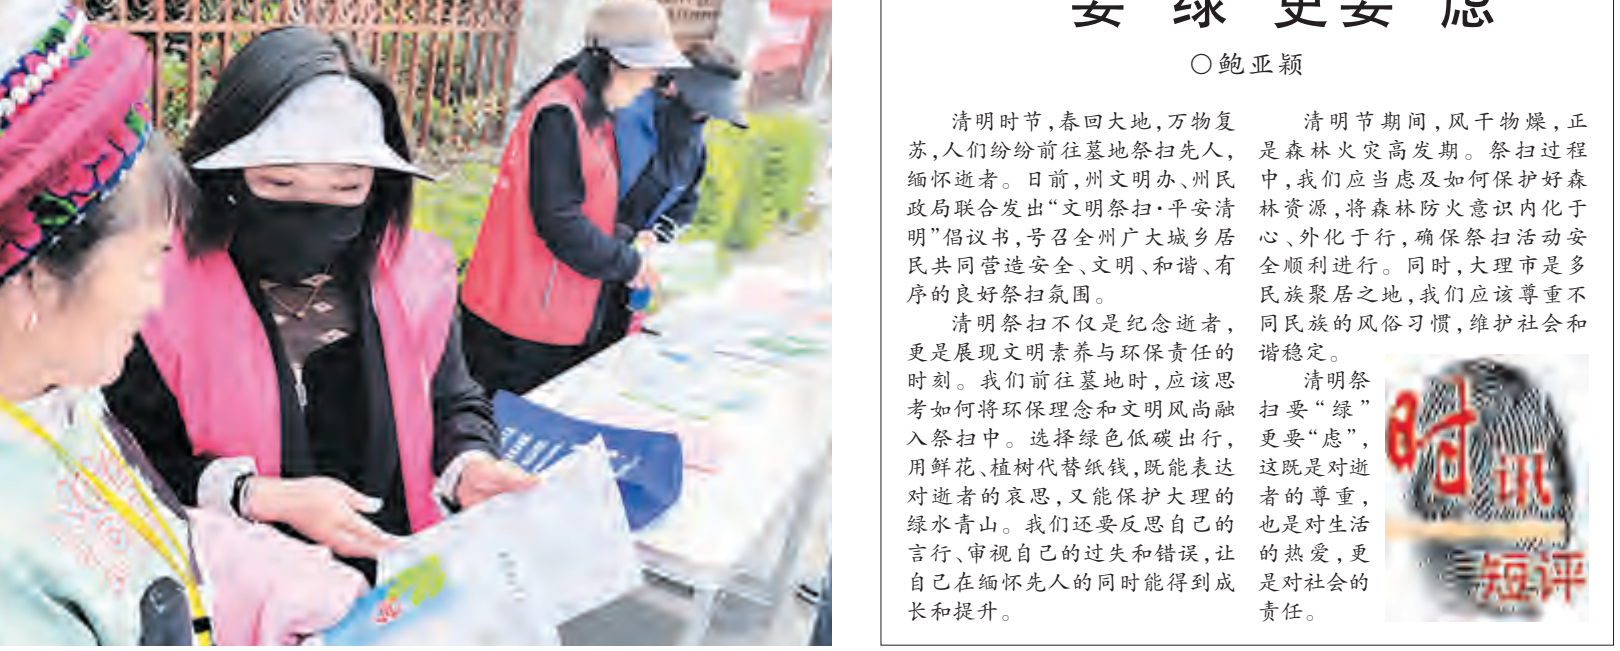 要“绿”更要“虑”
○鲍亚颖
清明时节,春回大地,万物复
苏,人们纷纷前往墓地祭扫先人,
缅怀逝者。日前,州文明办、州民
政局联合发出“文明祭扫·平安清
明”倡议书,号召全州广大城乡居
民共同营造安全、文明、和谐、有
序的良好祭扫氛围。
清明祭扫不仅是纪念逝者,
更是展现文明素养与环保责任的
时刻。我们前往墓地时,应该思
考如何将环保理念和文明风尚融
入祭扫中。选择绿色低碳出行,
用鲜花、植树代替纸钱,既能表达
对逝者的哀思,又能保护大理的
绿水青山。我们还要反思自己的
言行、审视自己的过失和错误,让
自己在缅怀先人的同时能得到成
长和提升。
清明节期间,风干物燥,正
是森林火灾高发期。祭扫过程
中,我们应当虑及如何保护好森
林资源,将森林防火意识内化于
心、外化于行,确保祭扫活动安
全顺利进行。同时,大理市是多
民族聚居之地,我们应该尊重不
同民族的风俗习惯,维护社会和
谐稳定。
清明祭
扫要“绿”
更要“虑”,
这既是对逝
者的尊重,
也是对生活
的热爱,更
是对社会的
责任。
时讯
短评